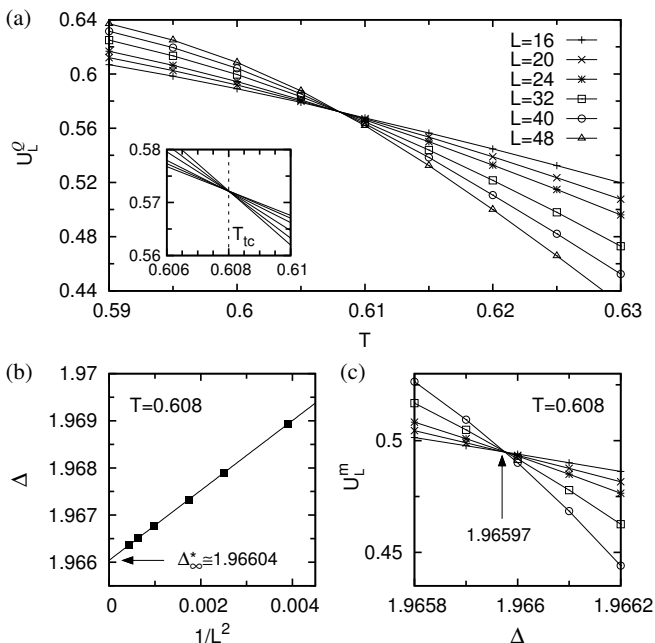 (a)
0.64
0.6
0.56
0.52
0.48
0.44
U_L^Q
L=16
L=20
L=24
L=32
L=40
L=48
0.58
0.57
0.56
T_tc
0.606
0.608
0.61
0.59
0.6
0.61
0.62
0.63
T
(b)
1.97
1.969
1.968
1.967
1.966
Δ
T=0.608
Δ*_∞≅1.96604
0
0.002
0.004
1/L²
(c)
U_L^m
0.5
0.45
T=0.608
1.96597
1.9658
1.966
1.9662
Δ